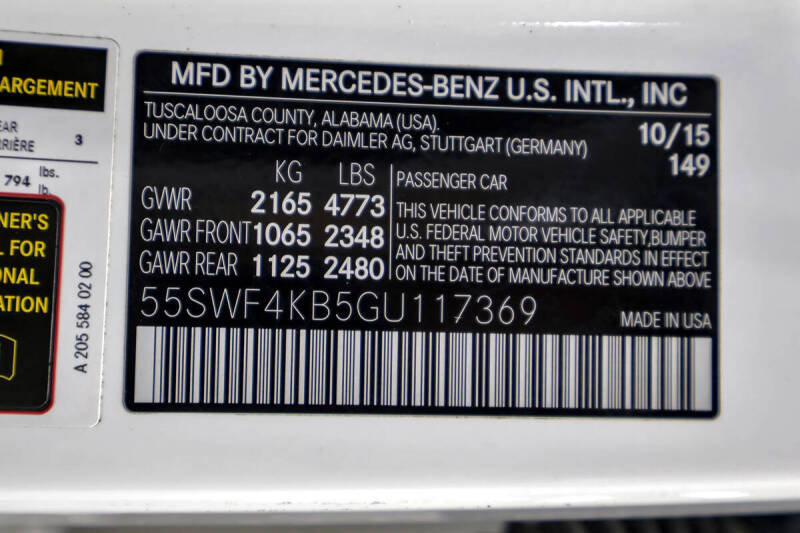 ARGEMENT
EAR
RRIÈRE 3
794 lbs.
lb.
NER'S
L FOR
ONAL
ATION
A 205 584 02 00
MFD BY MERCEDES-BENZ U.S. INTL., INC
TUSCALOOSA COUNTY, ALABAMA (USA). 10/15
UNDER CONTRACT FOR DAIMLER AG, STUTTGART (GERMANY) 149
KG LBS
GVWR 2165 4773
GAWR FRONT 1065 2348
GAWR REAR 1125 2480
PASSENGER CAR
THIS VEHICLE CONFORMS TO ALL APPLICABLE
U.S. FEDERAL MOTOR VEHICLE SAFETY,BUMPER
AND THEFT PREVENTION STANDARDS IN EFFECT
ON THE DATE OF MANUFACTURE SHOWN ABOVE
55SWF4KB5GU117369
MADE IN USA